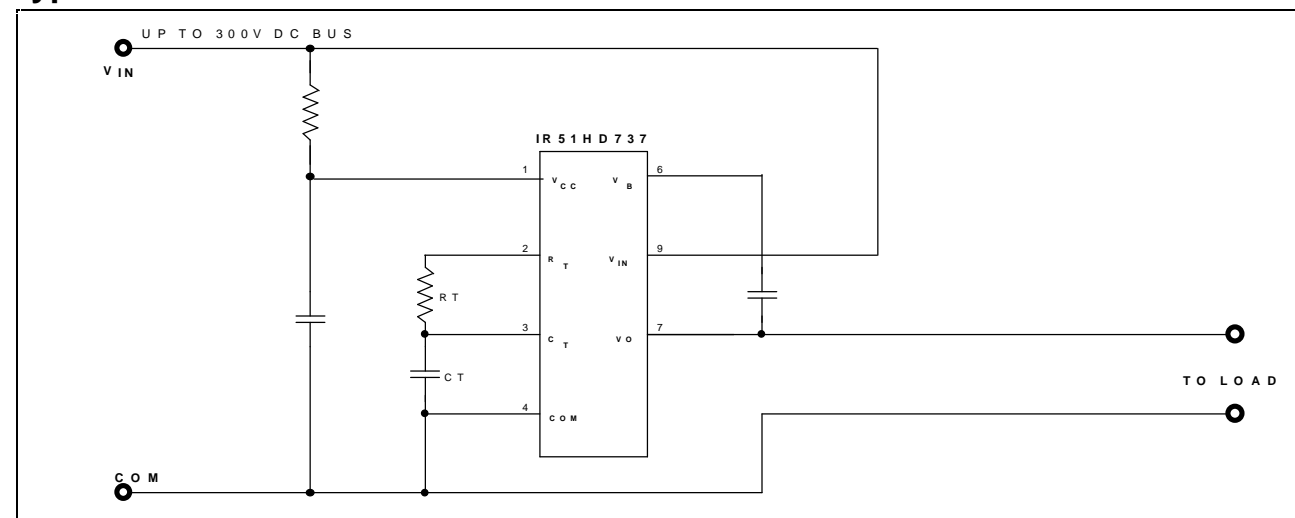 UP TO 300V DC BUS
VIN
IR51HD737
1
VCC
VB
6
2
RT
VIN
9
RT
3
CT
VO
7
CT
4
COM
TO LOAD
COM